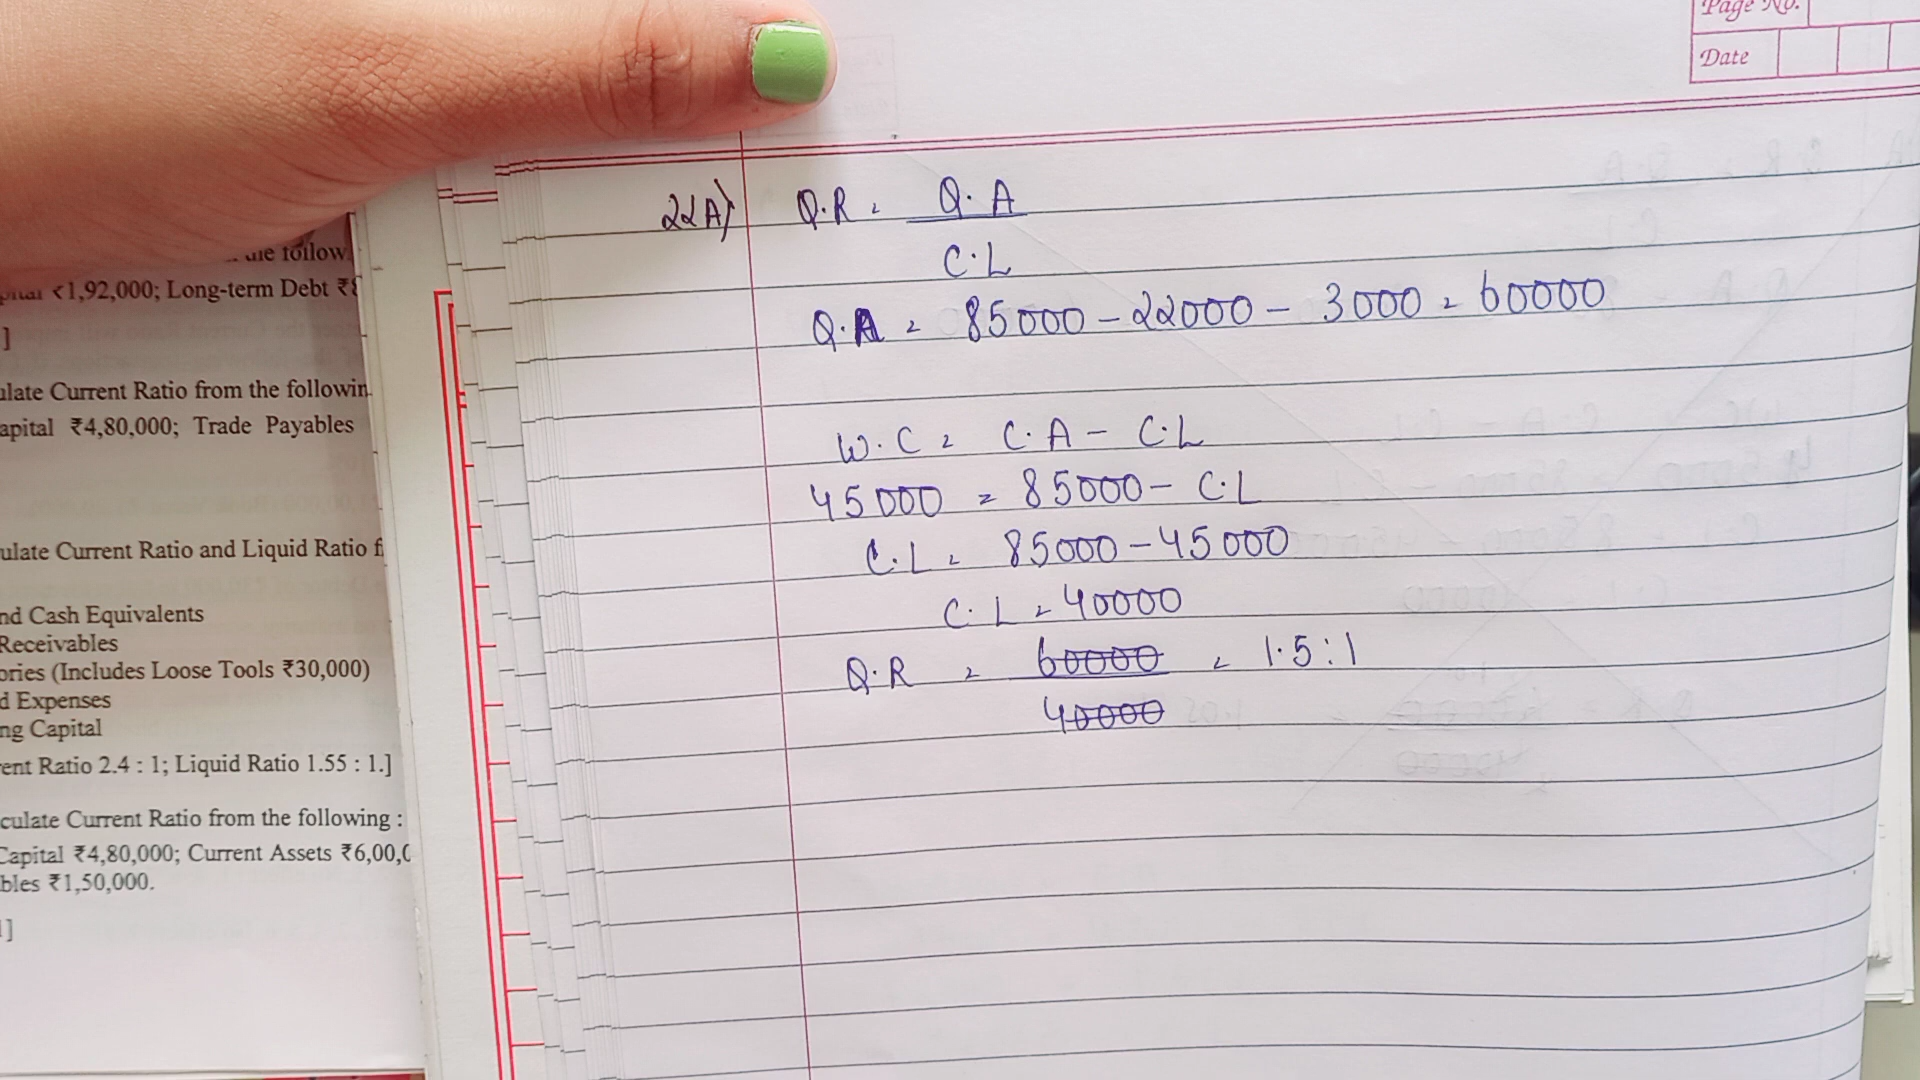 Page No.
Date
22(A) Q.R = Q.A
C.L
Q.A = 85000 - 22000 - 3000 = 60000
W.C = C.A - C.L
45000 = 85000 - C.L
C.L = 85000 - 45000
C.L = 40000
Q.R = 60000 = 1.5:1
40000
the follow
₹1,92,000; Long-term Debt ₹
]
ulate Current Ratio from the followin
apital ₹4,80,000; Trade Payables
ulate Current Ratio and Liquid Ratio f
nd Cash Equivalents
Receivables
ories (Includes Loose Tools ₹30,000)
d Expenses
ng Capital
ent Ratio 2.4 : 1; Liquid Ratio 1.55 : 1.]
culate Current Ratio from the following :
Capital ₹4,80,000; Current Assets ₹6,00,0
bles ₹1,50,000.
]